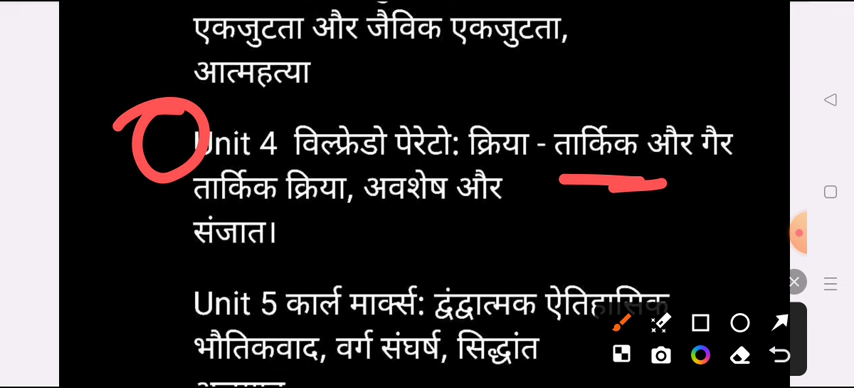 एकजुटता और जैविक एकजुटता,
आत्महत्या
Unit 4 विल्फ्रेडो पेरेटो: क्रिया - तार्किक और गैर
तार्किक क्रिया, अवशेष और
संजात।
Unit 5 कार्ल मार्क्स: द्वंद्वात्मक ऐतिहासिक
भौतिकवाद, वर्ग संघर्ष, सिद्धांत